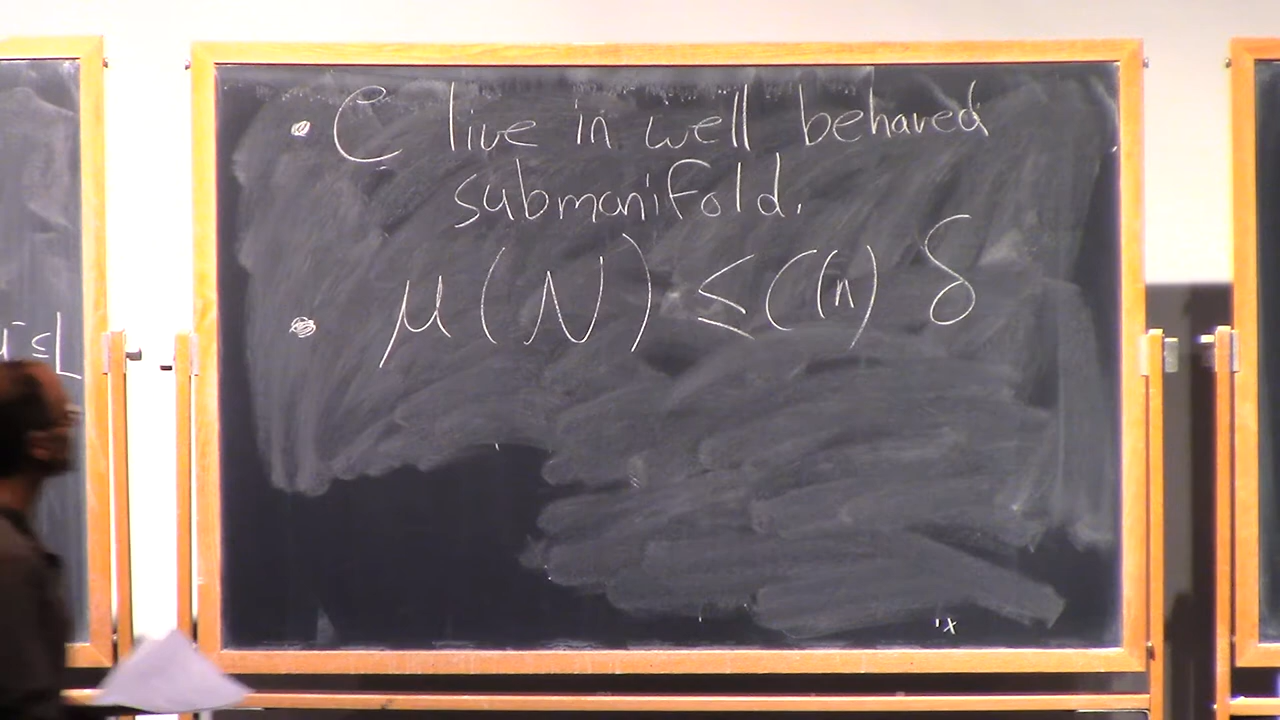 • C live in well behaved
submanifold.
• μ(N) ≤ C(n) δ
≤L
x